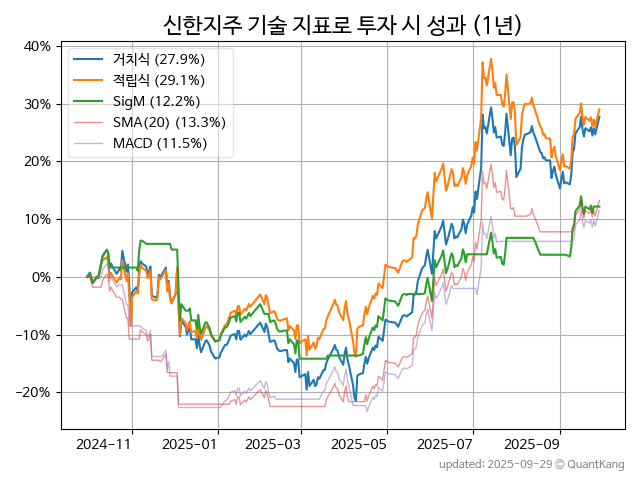 신한지주 기술 지표로 투자 시 성과 (1년)
거치식 (27.9%)
적립식 (29.1%)
SigM (12.2%)
SMA(20) (13.3%)
MACD (11.5%)
40%
30%
20%
10%
0%
−10%
−20%
2024-11 2025-01 2025-03 2025-05 2025-07 2025-09
updated: 2025-09-29 © QuantKang